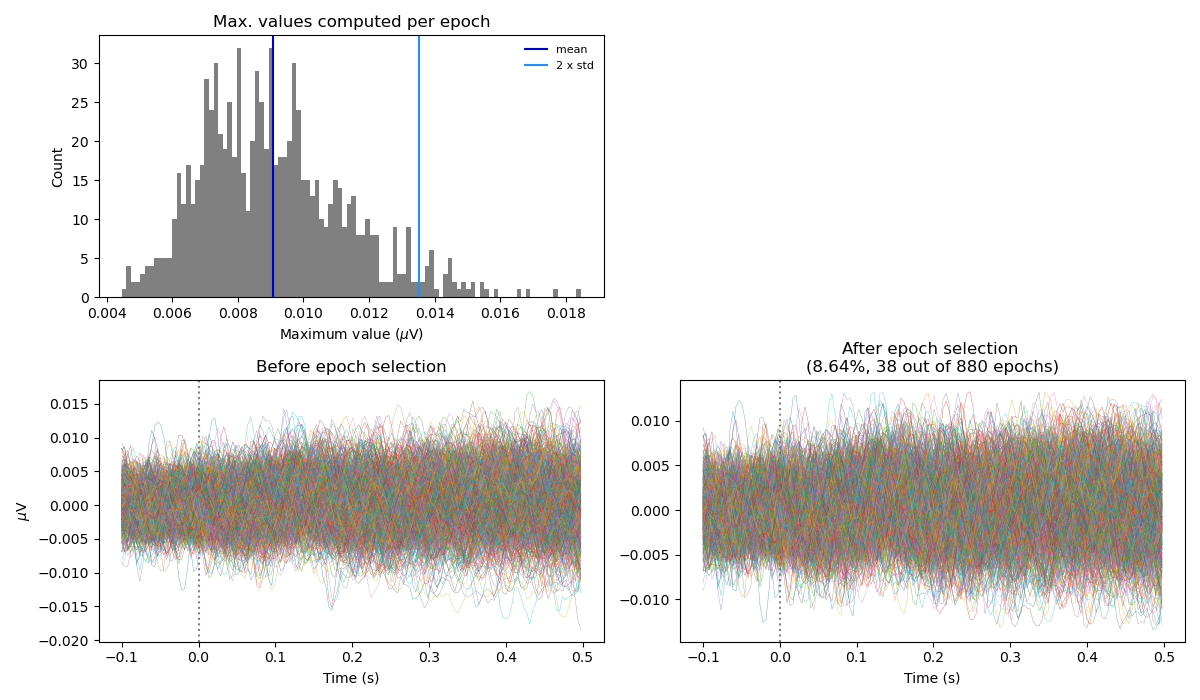 Max. values computed per epoch
mean
2 x std
Count
30
25
20
15
10
5
0
0.004 0.006 0.008 0.010 0.012 0.014 0.016 0.018
Maximum value (μV)
Before epoch selection
μV
0.015
0.010
0.005
0.000
−0.005
−0.010
−0.015
−0.020
−0.1 0.0 0.1 0.2 0.3 0.4 0.5
Time (s)
After epoch selection
(8.64%, 38 out of 880 epochs)
0.010
0.005
0.000
−0.005
−0.010
−0.1 0.0 0.1 0.2 0.3 0.4 0.5
Time (s)